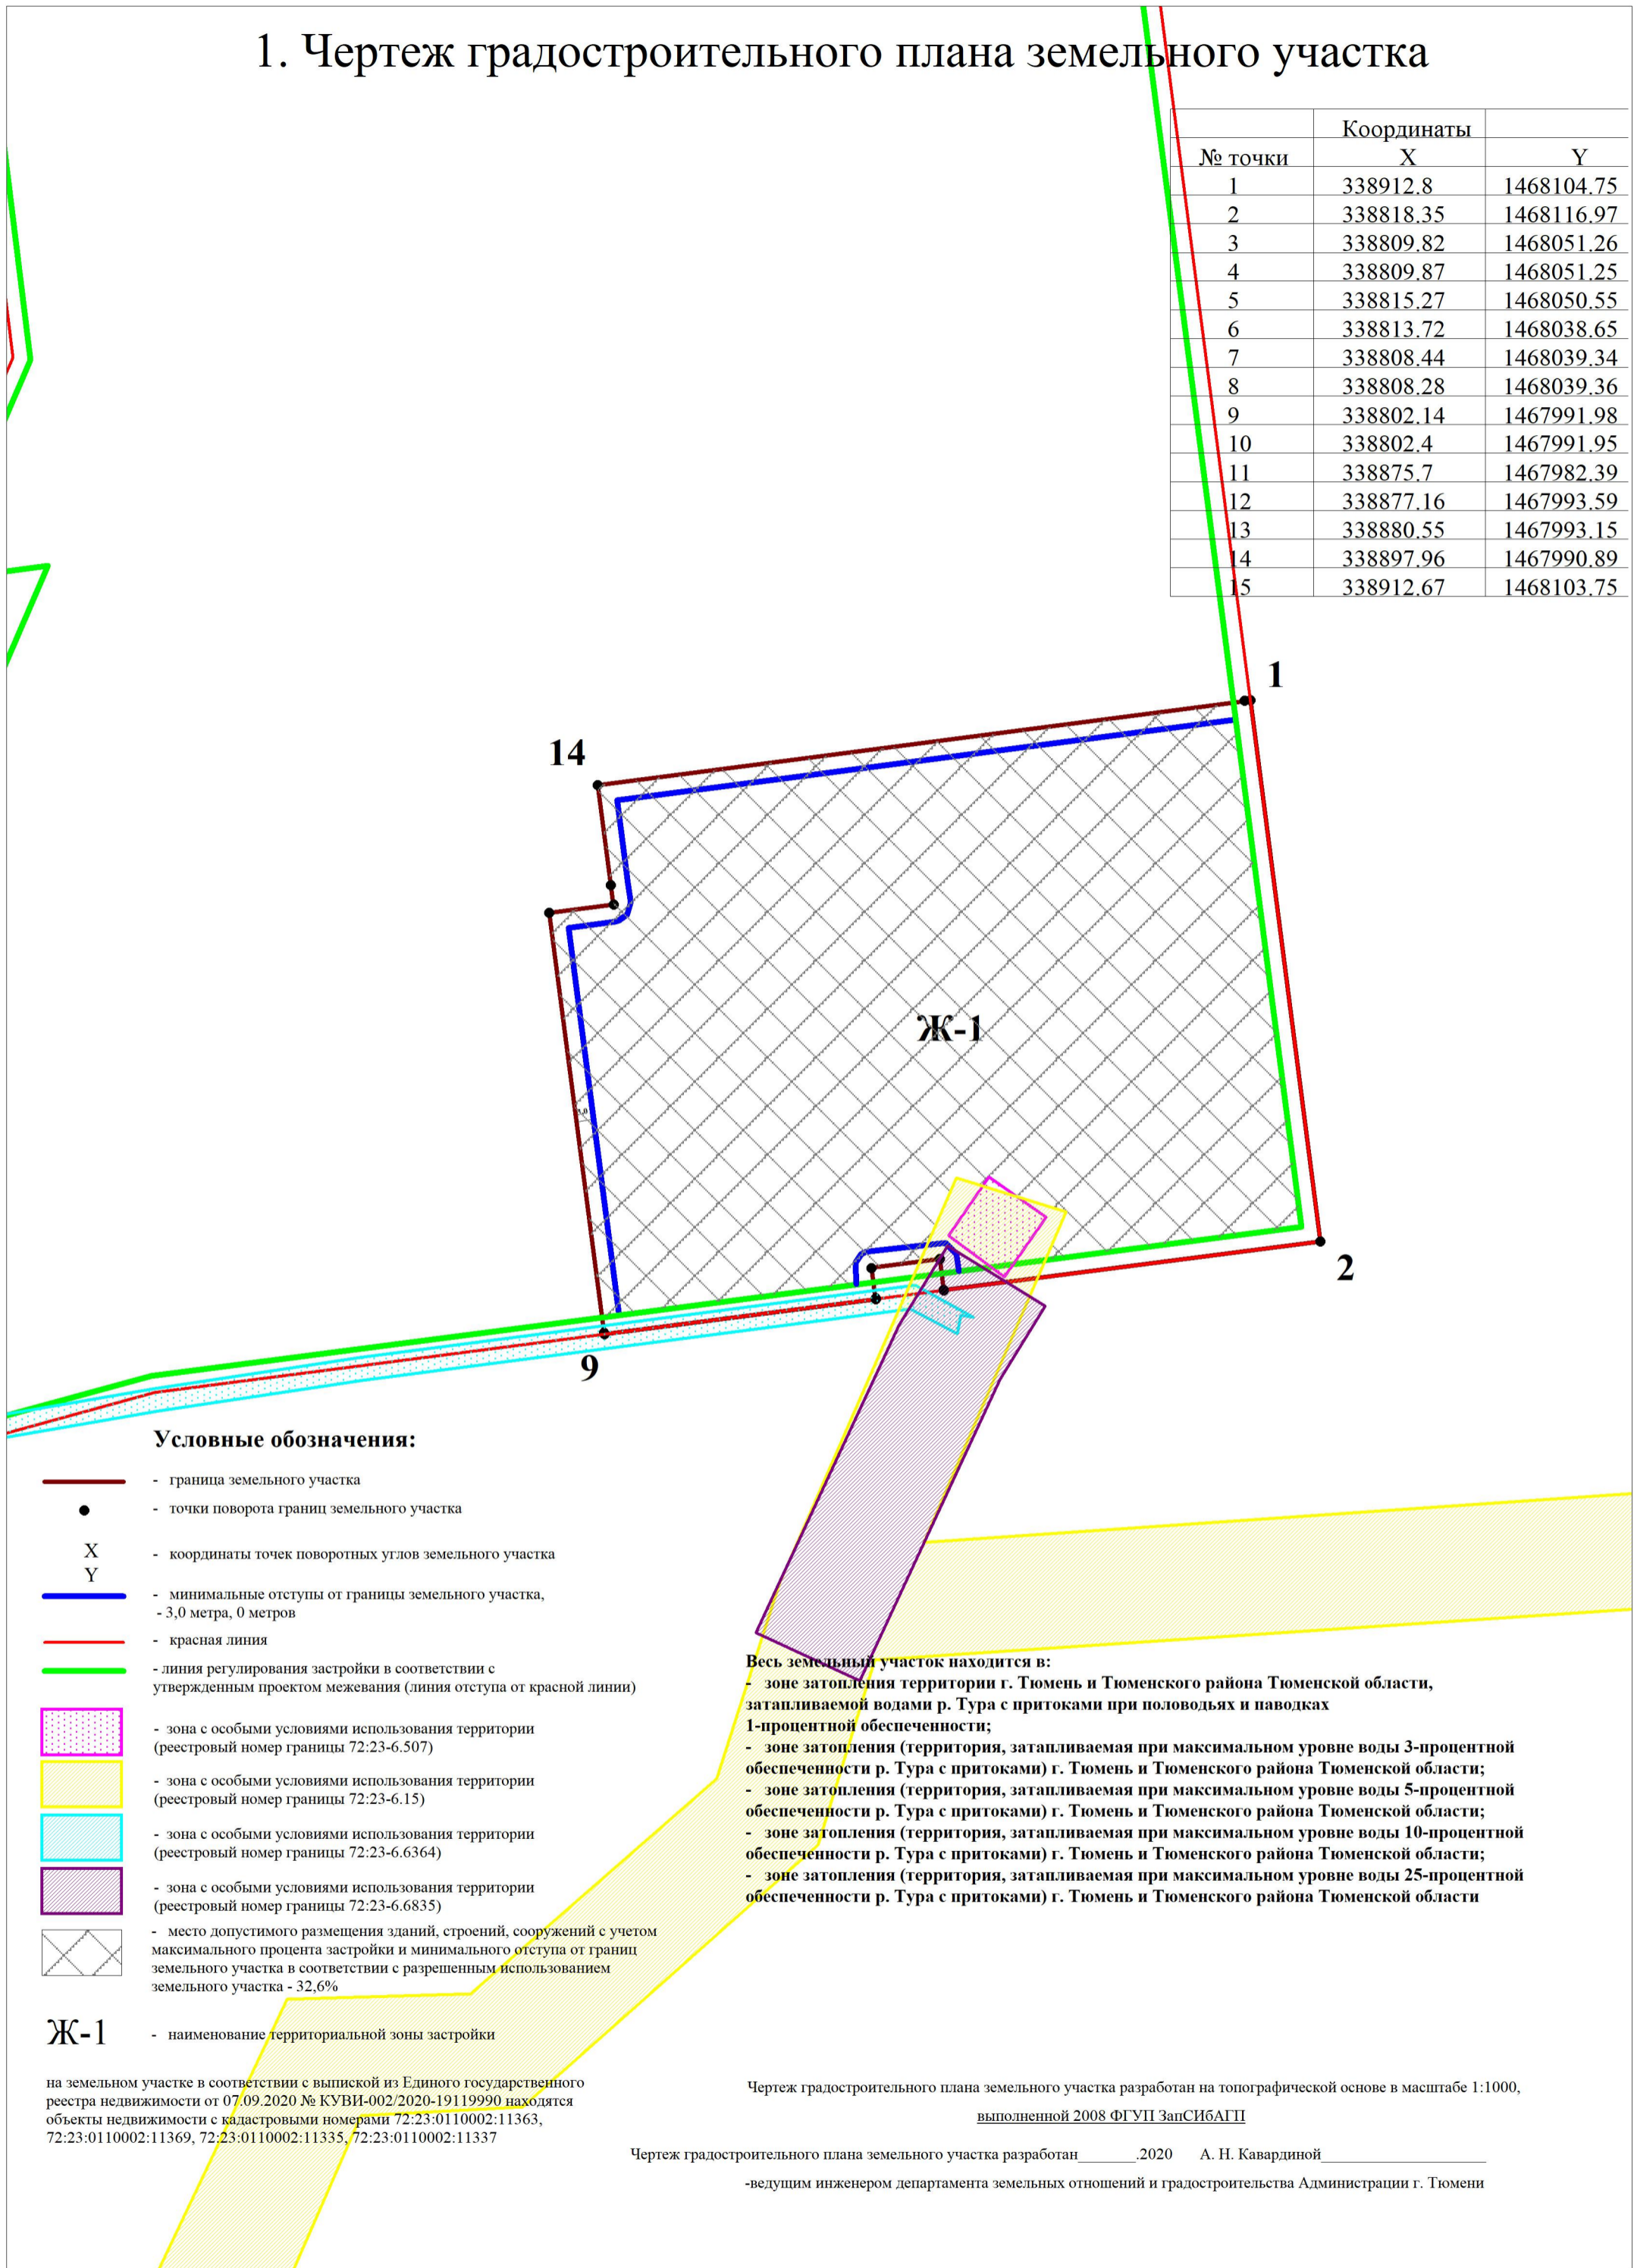 1. Чертеж градостроительного плана земельного участка
Координаты
№ точки X Y
1 338912.8 1468104.75
2 338818.35 1468116.97
3 338809.82 1468051.26
4 338809.87 1468051.25
5 338815.27 1468050.55
6 338813.72 1468038.65
7 338808.44 1468039.34
8 338808.28 1468039.36
9 338802.14 1467991.98
10 338802.4 1467991.95
11 338875.7 1467982.39
12 338877.16 1467993.59
13 338880.55 1467993.15
14 338897.96 1467990.89
15 338912.67 1468103.75
1
14
Ж-1
3,0
2
9
Условные обозначения:
- граница земельного участка
- точки поворота границ земельного участка
X
Y
- координаты точек поворотных углов земельного участка
- минимальные отступы от границы земельного участка,
- 3,0 метра, 0 метров
- красная линия
- линия регулирования застройки в соответствии с
утвержденным проектом межевания (линия отступа от красной линии)
- зона с особыми условиями использования территории
(реестровый номер границы 72:23-6.507)
- зона с особыми условиями использования территории
(реестровый номер границы 72:23-6.15)
- зона с особыми условиями использования территории
(реестровый номер границы 72:23-6.6364)
- зона с особыми условиями использования территории
(реестровый номер границы 72:23-6.6835)
- место допустимого размещения зданий, строений, сооружений с учетом
максимального процента застройки и минимального отступа от границ
земельного участка в соответствии с разрешенным использованием
земельного участка - 32,6%
Ж-1 - наименование территориальной зоны застройки
Весь земельный участок находится в:
- зоне затопления территории г. Тюмень и Тюменского района Тюменской области,
затапливаемой водами р. Тура с притоками при половодьях и паводках
1-процентной обеспеченности;
- зоне затопления (территория, затапливаемая при максимальном уровне воды 3-процентной
обеспеченности р. Тура с притоками) г. Тюмень и Тюменского района Тюменской области;
- зоне затопления (территория, затапливаемая при максимальном уровне воды 5-процентной
обеспеченности р. Тура с притоками) г. Тюмень и Тюменского района Тюменской области;
- зоне затопления (территория, затапливаемая при максимальном уровне воды 10-процентной
обеспеченности р. Тура с притоками) г. Тюмень и Тюменского района Тюменской области;
- зоне затопления (территория, затапливаемая при максимальном уровне воды 25-процентной
обеспеченности р. Тура с притоками) г. Тюмень и Тюменского района Тюменской области
на земельном участке в соответствии с выпиской из Единого государственного
реестра недвижимости от 07.09.2020 № КУВИ-002/2020-19119990 находятся
объекты недвижимости с кадастровыми номерами 72:23:0110002:11363,
72:23:0110002:11369, 72:23:0110002:11335, 72:23:0110002:11337
Чертеж градостроительного плана земельного участка разработан на топографической основе в масштабе 1:1000,
выполненной 2008 ФГУП ЗапСИбАГП
Чертеж градостроительного плана земельного участка разработан________.2020 А. Н. Кавардиной______________________
-ведущим инженером департамента земельных отношений и градостроительства Администрации г. Тюмени